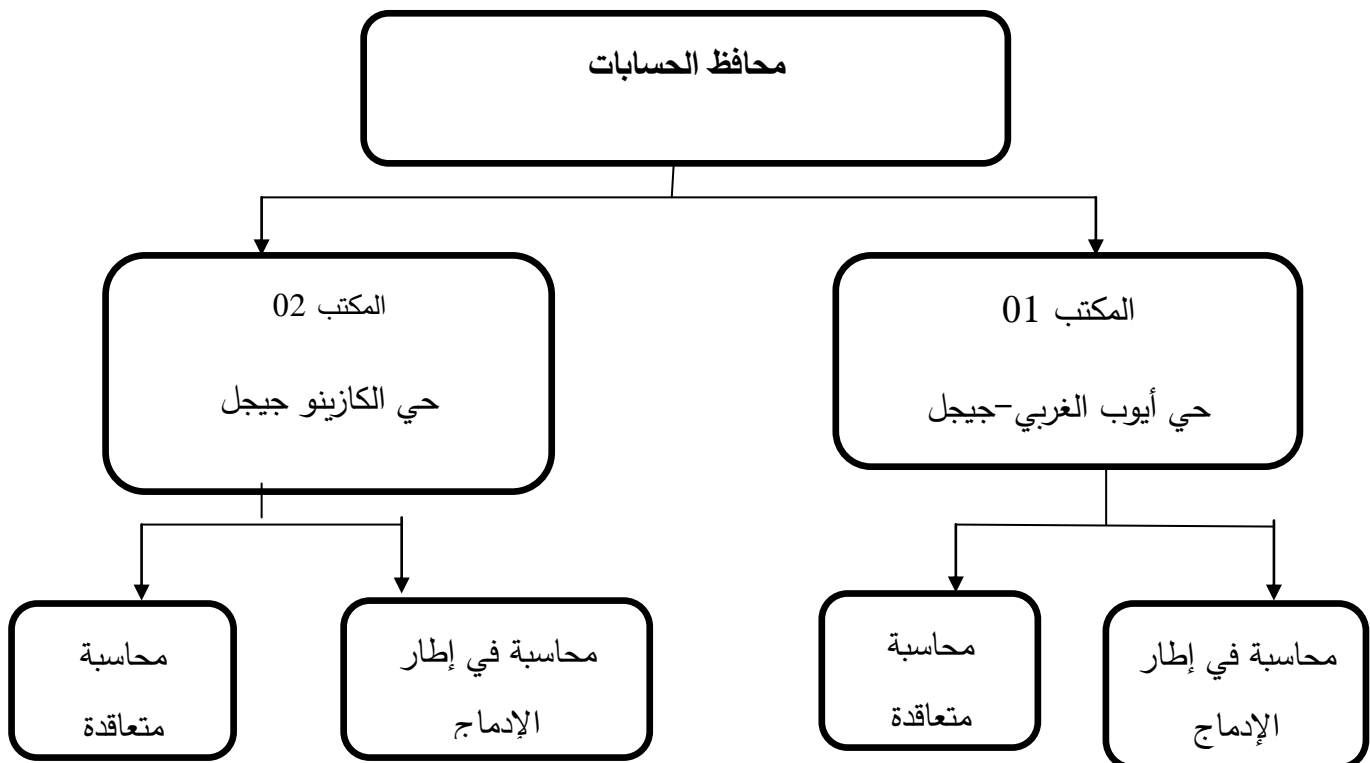 محافظ الحسابات
المكتب 01
حي أيوب الغربي-جيجل
المكتب 02
حي الكازينو جيجل
محاسبة في إطار
الإدماج
محاسبة
متعاقدة
محاسبة في إطار
الإدماج
محاسبة
متعاقدة